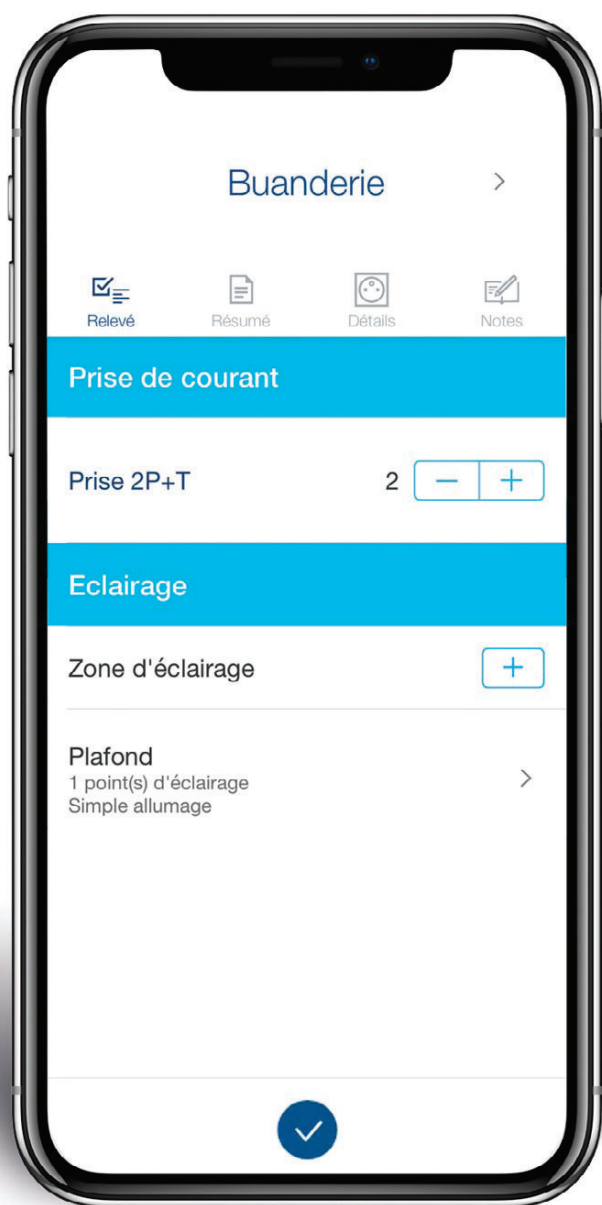 Buanderie
Relevé Résumé Détails Notes
Prise de courant
Prise 2P+T 2
Eclairage
Zone d'éclairage
Plafond
1 point(s) d'éclairage
Simple allumage